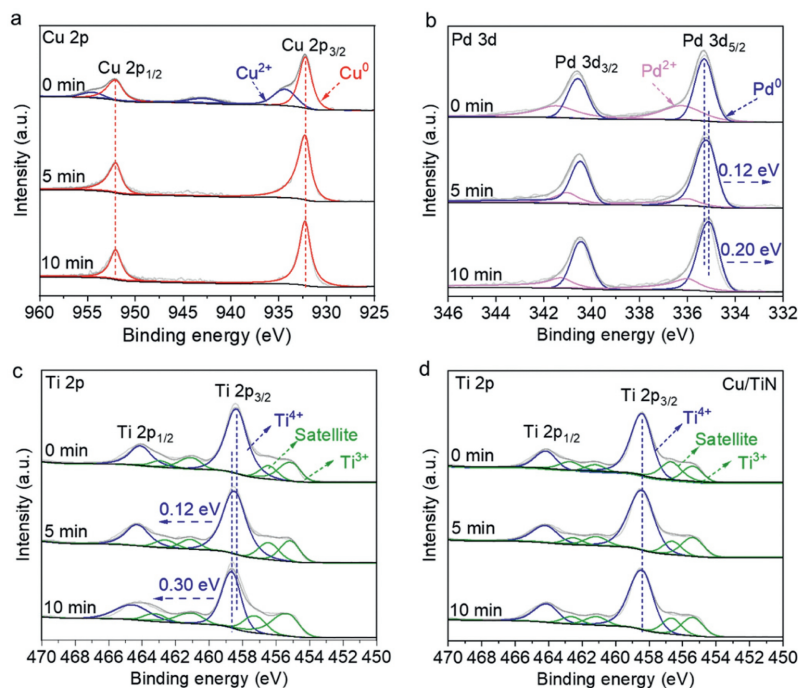 a
Cu 2p
Cu 2p1/2
Cu 2p3/2
Cu2+
Cu0
0 min
5 min
10 min
960 955 950 945 940 935 930 925
Binding energy (eV)
Intensity (a.u.)
b
Pd 3d
Pd 3d3/2
Pd 3d5/2
Pd2+
Pd0
0 min
5 min
0.12 eV
10 min
0.20 eV
346 344 342 340 338 336 334 332
Binding energy (eV)
Intensity (a.u.)
c
Ti 2p
Ti 2p1/2
Ti 2p3/2
Ti4+
Satellite
Ti3+
0 min
5 min
0.12 eV
10 min
0.30 eV
470 468 466 464 462 460 458 456 454 452 450
Binding energy (eV)
Intensity (a.u.)
d
Ti 2p
Cu/TiN
Ti 2p1/2
Ti 2p3/2
Ti4+
Satellite
Ti3+
0 min
5 min
10 min
470 468 466 464 462 460 458 456 454 452 450
Binding energy (eV)
Intensity (a.u.)